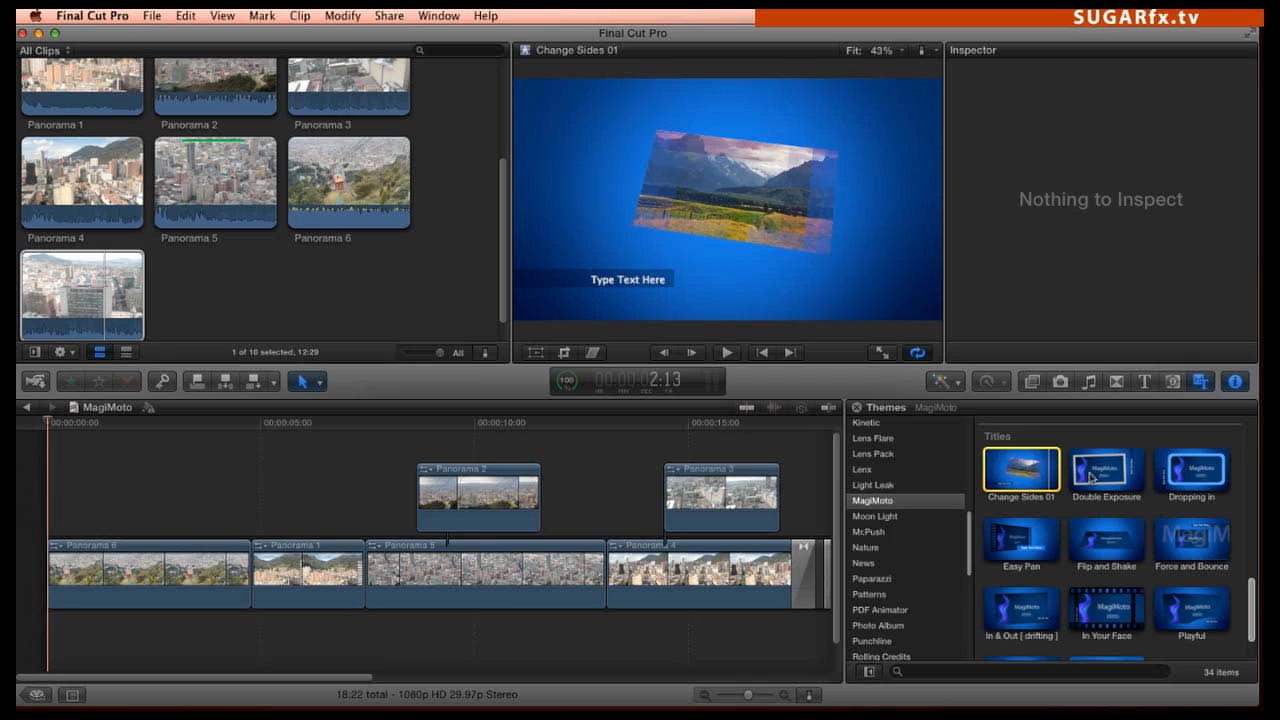 Final Cut Pro File Edit View Mark Clip Modify Share Window Help
SUGARfx.tv
Final Cut Pro
All Clips
Change Sides 01
Fit: 43%
Inspector
Panorama 1
Panorama 2
Panorama 3
Panorama 4
Panorama 5
Panorama 6
Type Text Here
Nothing to Inspect
1 of 10 selected, 12:29
All
100
00:00:00:02:13
MagiMoto
Themes MagiMoto
00:00:00:00
00:00:05:00
00:00:10:00
00:00:15:00
Panorama 2
Panorama 3
Panorama 6
Panorama 1
Panorama 5
Panorama 4
Kinetic
Lens Flare
Lens Pack
Lenx
Light Leak
MagiMoto
Moon Light
Mr.Push
Nature
News
Paparazzi
Patterns
PDF Animator
Photo Album
Punchline
Rolling Credits
Titles
Change Sides 01
Double Exposure
Dropping in
Easy Pan
Flip and Shake
Force and Bounce
In & Out [ drifting ]
In Your Face
Playful
34 items
18:22 total - 1080p HD 29.97p Stereo